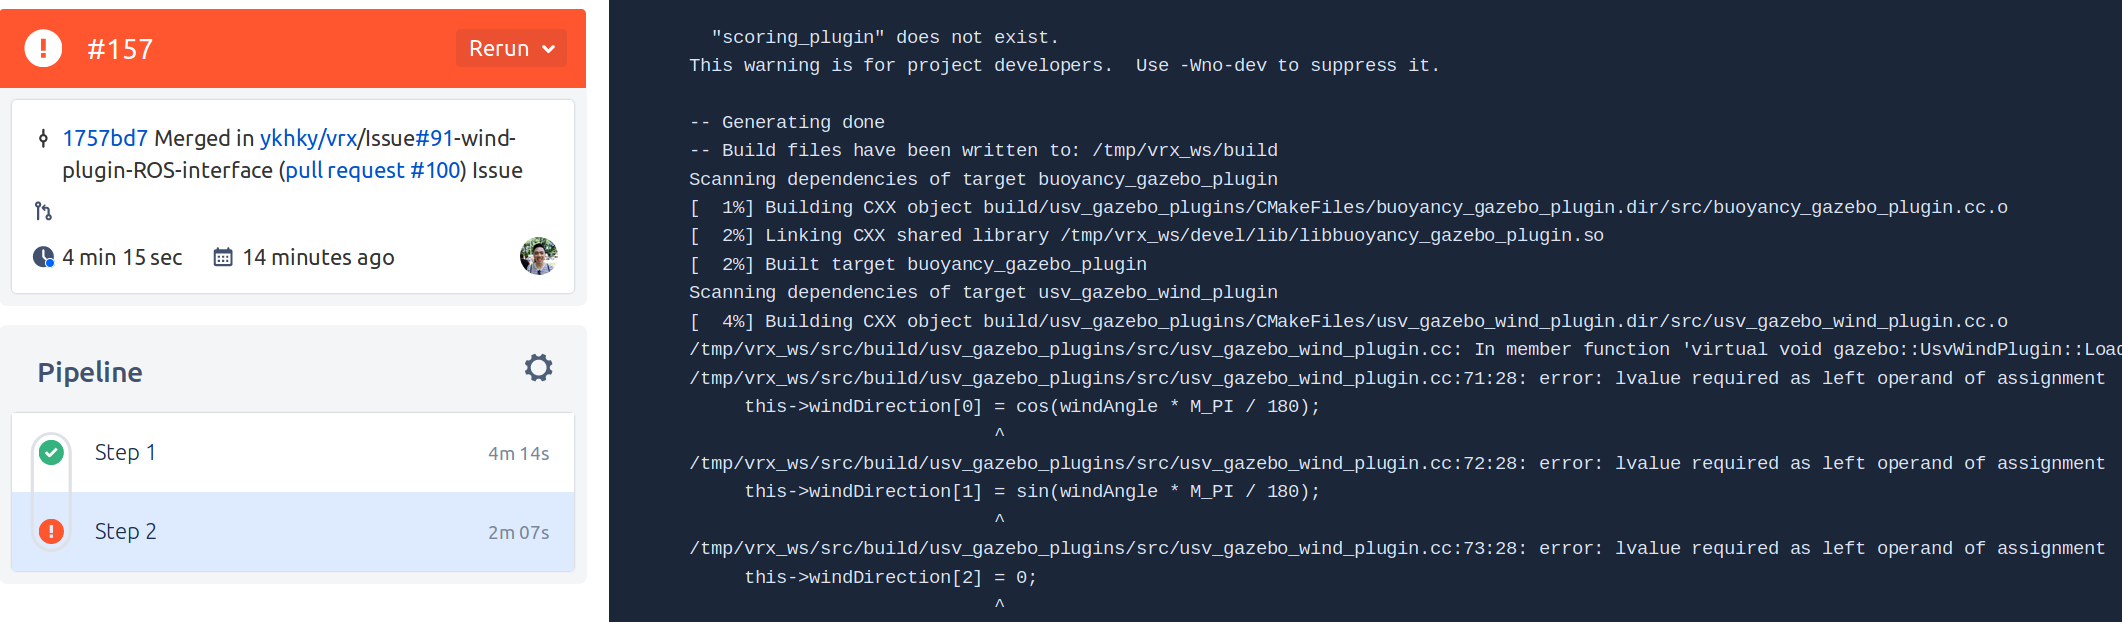 #157
Rerun
1757bd7 Merged in ykhky/vrx/Issue#91-wind-
plugin-ROS-interface (pull request #100) Issue
4 min 15 sec 14 minutes ago
Pipeline
Step 1 4m 14s
Step 2 2m 07s
"scoring_plugin" does not exist.
This warning is for project developers.  Use -Wno-dev to suppress it.
-- Generating done
-- Build files have been written to: /tmp/vrx_ws/build
Scanning dependencies of target buoyancy_gazebo_plugin
[  1%] Building CXX object build/usv_gazebo_plugins/CMakeFiles/buoyancy_gazebo_plugin.dir/src/buoyancy_gazebo_plugin.cc.o
[  2%] Linking CXX shared library /tmp/vrx_ws/devel/lib/libbuoyancy_gazebo_plugin.so
[  2%] Built target buoyancy_gazebo_plugin
Scanning dependencies of target usv_gazebo_wind_plugin
[  4%] Building CXX object build/usv_gazebo_plugins/CMakeFiles/usv_gazebo_wind_plugin.dir/src/usv_gazebo_wind_plugin.cc.o
/tmp/vrx_ws/src/build/usv_gazebo_plugins/src/usv_gazebo_wind_plugin.cc: In member function 'virtual void gazebo::UsvWindPlugin::Load
/tmp/vrx_ws/src/build/usv_gazebo_plugins/src/usv_gazebo_wind_plugin.cc:71:28: error: lvalue required as left operand of assignment
this->windDirection[0] = cos(windAngle * M_PI / 180);
^
/tmp/vrx_ws/src/build/usv_gazebo_plugins/src/usv_gazebo_wind_plugin.cc:72:28: error: lvalue required as left operand of assignment
this->windDirection[1] = sin(windAngle * M_PI / 180);
^
/tmp/vrx_ws/src/build/usv_gazebo_plugins/src/usv_gazebo_wind_plugin.cc:73:28: error: lvalue required as left operand of assignment
this->windDirection[2] = 0;
^